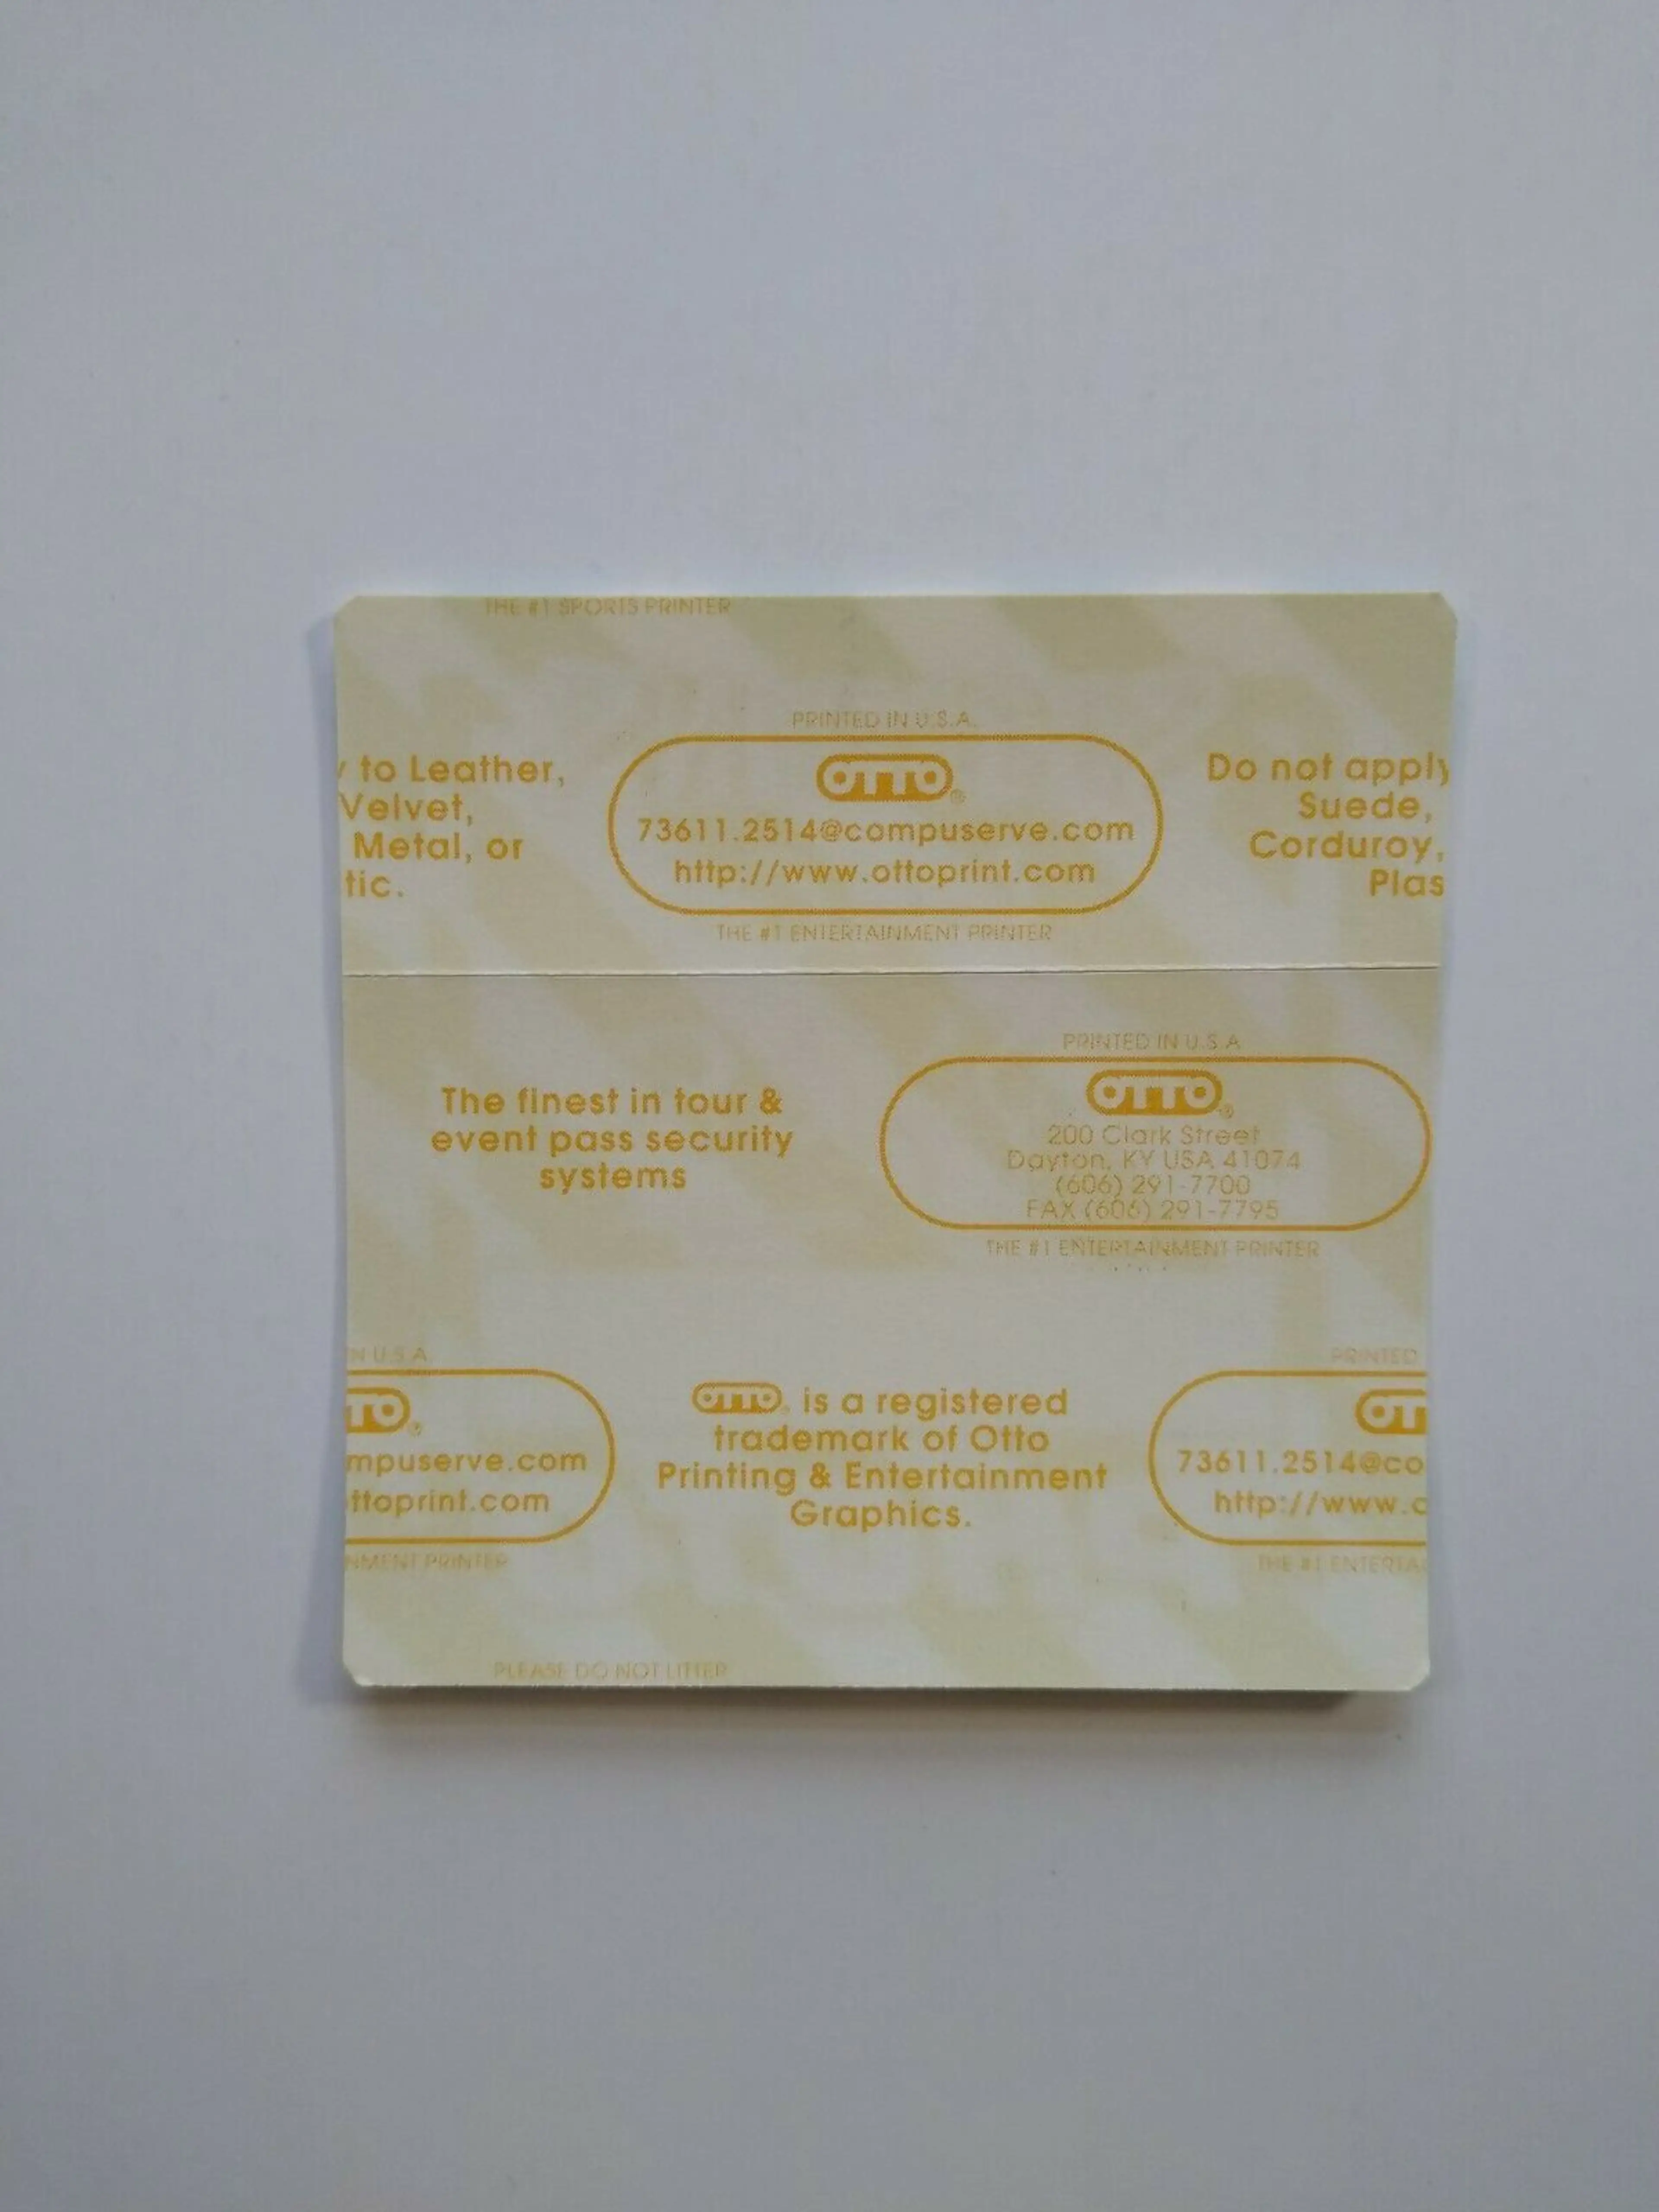 THE #1 SPORTS PRINTER
PRINTED IN U.S.A.
OTTO®
73611.2514@compuserve.com
http://www.ottoprint.com
THE #1 ENTERTAINMENT PRINTER
y to Leather,
Velvet,
Metal, or
tic.
Do not apply
Suede,
Corduroy,
Plas
The finest in tour &
event pass security
systems
PRINTED IN U.S.A.
OTTO®
200 Clark Street
Dayton, KY USA 41074
(606) 291-7700
FAX (606) 291-7795
THE #1 ENTERTAINMENT PRINTER
N U.S.A.
TO®
mpuserve.com
ttoprint.com
NMENT PRINTER
OTTO® is a registered
trademark of Otto
Printing & Entertainment
Graphics.
PRINTED
OT
73611.2514@co
http://www.o
THE #1 ENTERTA
PLEASE DO NOT LITTER